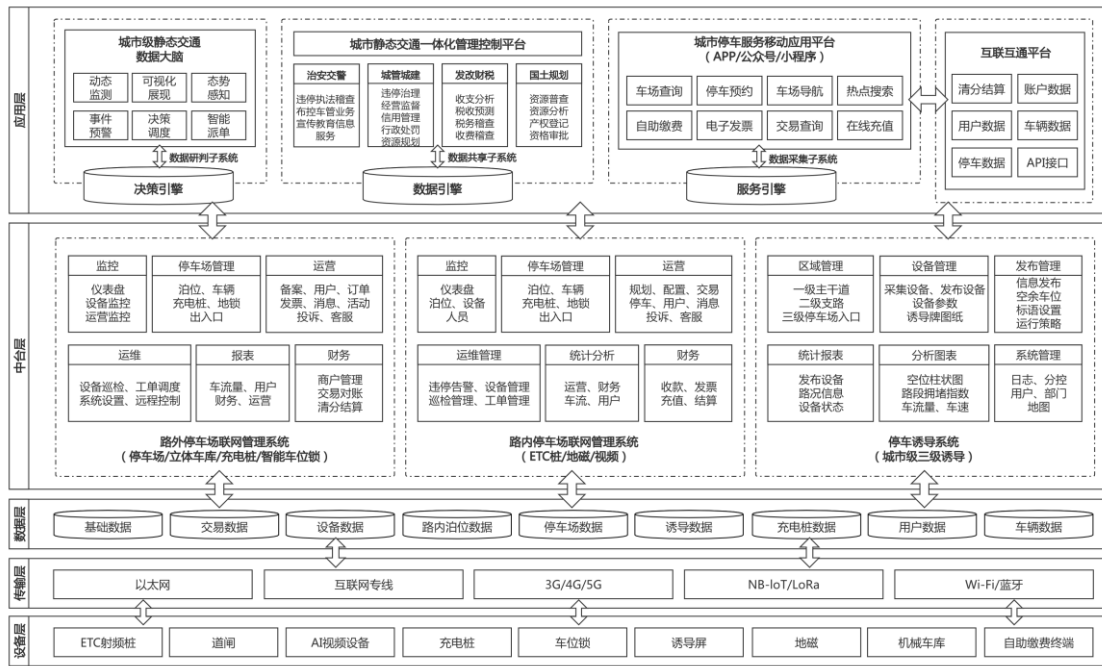 应用层
城市级静态交通
数据大脑
动态
监测
可视化
展现
态势
感知
事件
预警
决策
调度
智能
派单
数据研判子系统
决策引擎
城市静态交通一体化管理控制平台
治安交警
违停执法稽查
布控车管业务
宣传教育信息
服务
城管城建
违停治理
经营监督
信用管理
行政处罚
资源规划
发改财税
收支分析
税收预测
税务稽查
收费稽查
国土规划
资源普查
资源分析
产权登记
资格审批
数据共享子系统
数据引擎
城市停车服务移动应用平台
（APP/公众号/小程序）
车场查询
停车预约
车场导航
热点搜索
自助缴费
电子发票
交易查询
在线充值
数据采集子系统
服务引擎
互联互通平台
清分结算
账户数据
用户数据
车辆数据
停车数据
API接口
中台层
监控
仪表盘
设备监控
运营监控
停车场管理
泊位、车辆
充电桩、地锁
出入口
运营
备案、用户、订单
发票、消息、活动
投诉、客服
运维
设备巡检、工单调度
系统设置、远程控制
报表
车流量、用户
财务、运营
财务
商户管理
交易对账
清分结算
路外停车场联网管理系统
（停车场/立体车库/充电桩/智能车位锁）
监控
仪表盘
泊位、设备
人员
停车场管理
泊位、车辆
充电桩、地锁
出入口
运营
规划、配置、交易
停车、用户、消息
投诉、客服
运维管理
违停告警、设备管理
巡检管理、工单管理
统计分析
运营、财务
车流、用户
财务
收款、发票
充值、结算
路内停车场联网管理系统
（ETC桩/地磁/视频）
区域管理
一级主干道
二级支路
三级停车场入口
设备管理
采集设备、发布设备
设备参数
诱导牌图纸
发布管理
信息发布
空余车位
标语设置
运行策略
统计报表
发布设备
路况信息
设备状态
分析图表
空位柱状图
路段拥堵指数
车流量、车速
系统管理
日志、分控
用户、部门
地图
停车诱导系统
（城市级三级诱导）
数据层
基础数据
交易数据
设备数据
路内泊位数据
停车场数据
诱导数据
充电桩数据
用户数据
车辆数据
传输层
以太网
互联网专线
3G/4G/5G
NB-IoT/LoRa
Wi-Fi/蓝牙
设备层
ETC射频桩
道闸
AI视频设备
充电桩
车位锁
诱导屏
地磁
机械车库
自助缴费终端